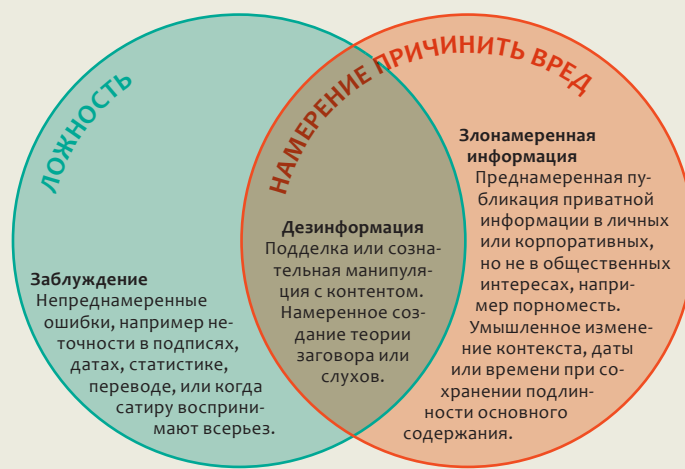 ЛОЖНОСТЬ
НАМЕРЕНИЕ ПРИЧИНИТЬ ВРЕД
Заблуждение
Непреднамеренные
ошибки, например не-
точности в подписях,
датах, статистике,
переводе, или когда
сатиру восприни-
мают всерьез.
Дезинформация
Подделка или созна-
тельная манипуля-
ция с контентом.
Намеренное соз-
дание теории
заговора или
слухов.
Злонамеренная
информация
Преднамеренная пу-
бликация приватной
информации в личных
или корпоративных,
но не в общественных
интересах, напри-
мер порноместь.
Умышленное измене-
ние контекста, даты
или времени при со-
хранении подлин-
ности основного
содержания.